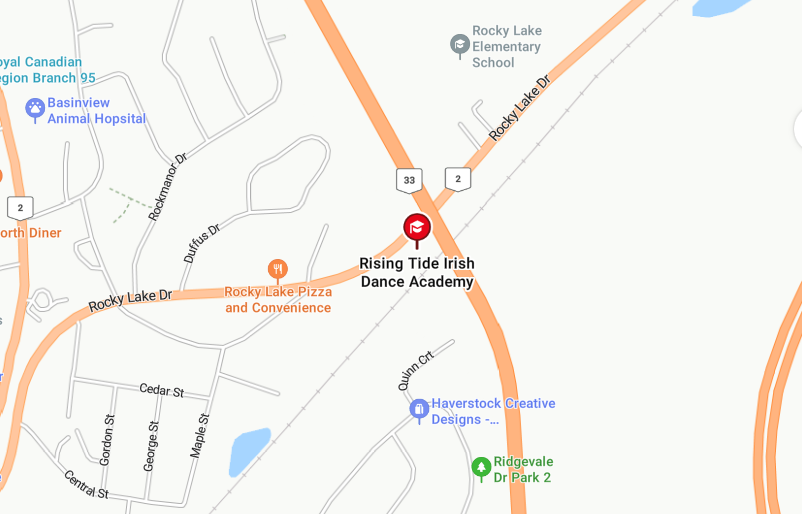 Rocky Lake
Elementary
School
oyal Canadian
egion Branch 95
Basinview
Animal Hopsital
Rocky Lake Dr
Rockmanor Dr
33
2
2
orth Diner
Duffus Dr
Rising Tide Irish
Dance Academy
Rocky Lake Dr
Rocky Lake Pizza
and Convenience
Quinn Crt
Cedar St
Haverstock Creative
Designs -...
Gordon St
George St
Maple St
Ridgevale
Dr Park 2
Central St